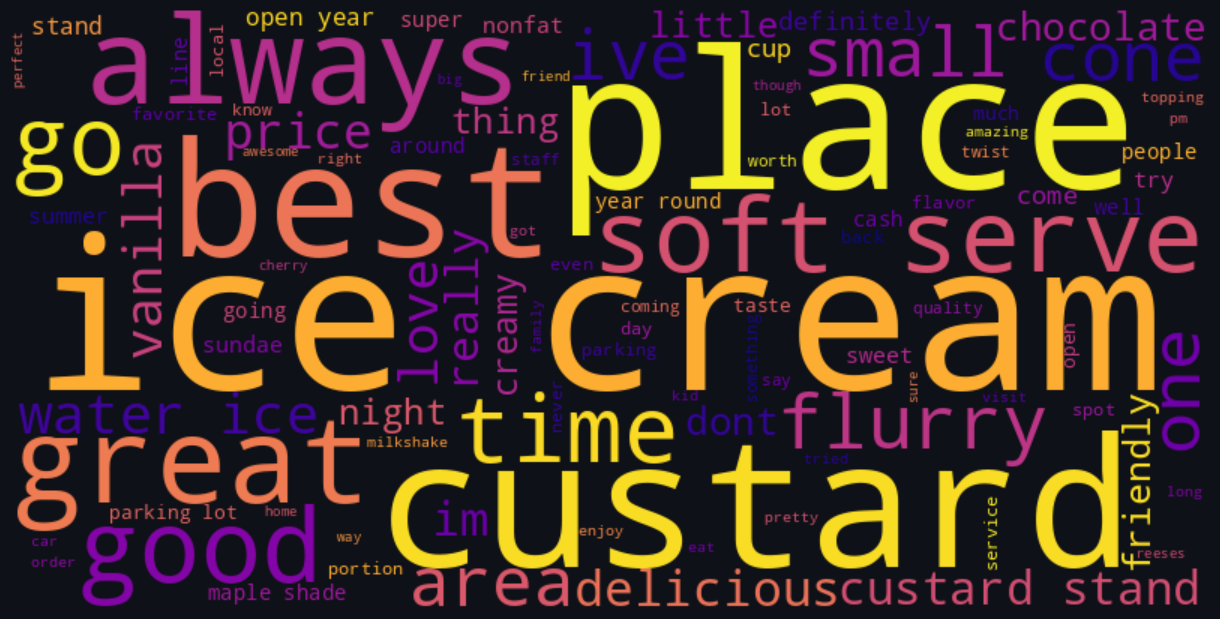 stand
open year
super
nonfat
little
definitely
chocolate
perfect
always
line
local
big
friend
ive
cup
small
cone
though
place
topping
favorite
know
price
thing
lot
much
pm
go
awesome
right
around
staff
worth
amazing
twist
people
try
vanilla
best
year round
flavor
come
well
summer
got
soft serve
cash
back
cherry
love
really
even
ice cream
creamy
going
family
coming
taste
quality
sundae
day
parking
something
sweet
open
one
say
sure
kid
visit
water ice
night
never
time
dont
flurry
spot
friendly
great
milkshake
tried
custard
long
parking lot
home
im
enjoy
pretty
service
good
car
way
eat
reeses
order
portion
maple shade
area
delicious
custard stand